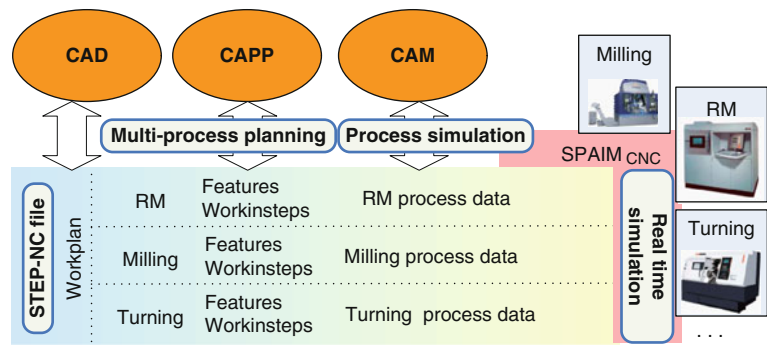 CAD
CAPP
CAM
Milling
RM
Multi-process planning
Process simulation
SPAIM CNC
STEP-NC file
Workplan
RM
Features
Workinsteps
RM process data
Milling
Features
Workinsteps
Milling process data
Turning
Features
Workinsteps
Turning process data
Real time
simulation
Turning
...